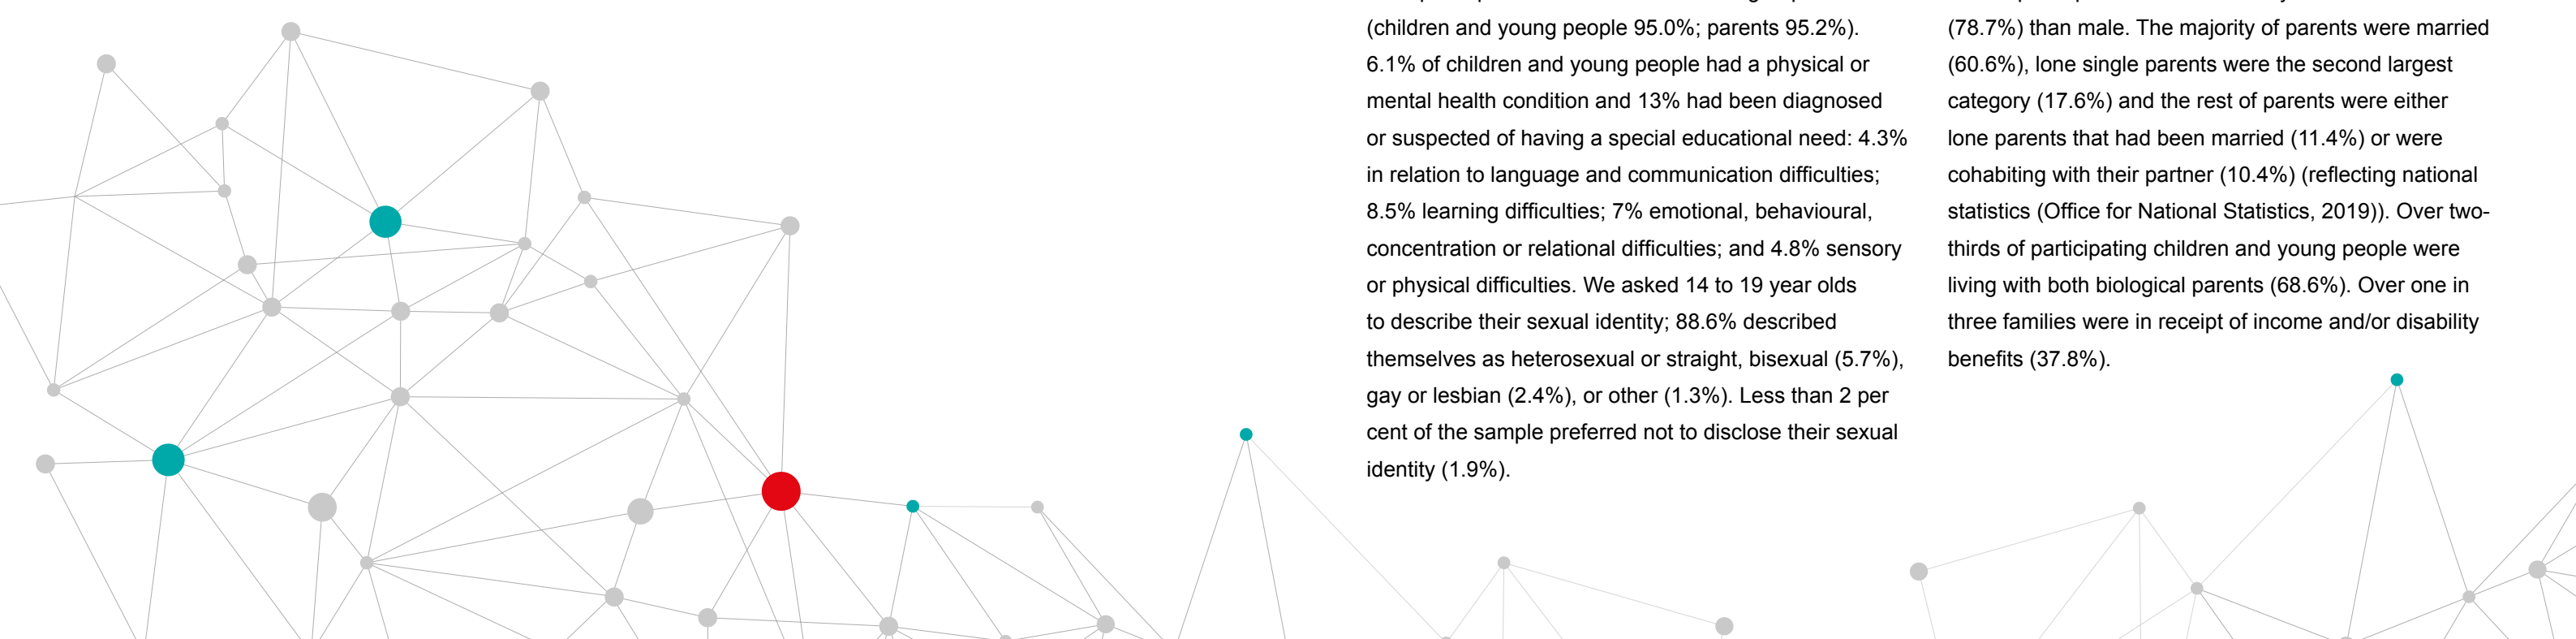 (children and young people 95.0%; parents 95.2%).
6.1% of children and young people had a physical or
mental health condition and 13% had been diagnosed
or suspected of having a special educational need: 4.3%
in relation to language and communication difficulties;
8.5% learning difficulties; 7% emotional, behavioural,
concentration or relational difficulties; and 4.8% sensory
or physical difficulties. We asked 14 to 19 year olds
to describe their sexual identity; 88.6% described
themselves as heterosexual or straight, bisexual (5.7%),
gay or lesbian (2.4%), or other (1.3%). Less than 2 per
cent of the sample preferred not to disclose their sexual
identity (1.9%).
(78.7%) than male. The majority of parents were married
(60.6%), lone single parents were the second largest
category (17.6%) and the rest of parents were either
lone parents that had been married (11.4%) or were
cohabiting with their partner (10.4%) (reflecting national
statistics (Office for National Statistics, 2019)). Over two-
thirds of participating children and young people were
living with both biological parents (68.6%). Over one in
three families were in receipt of income and/or disability
benefits (37.8%).